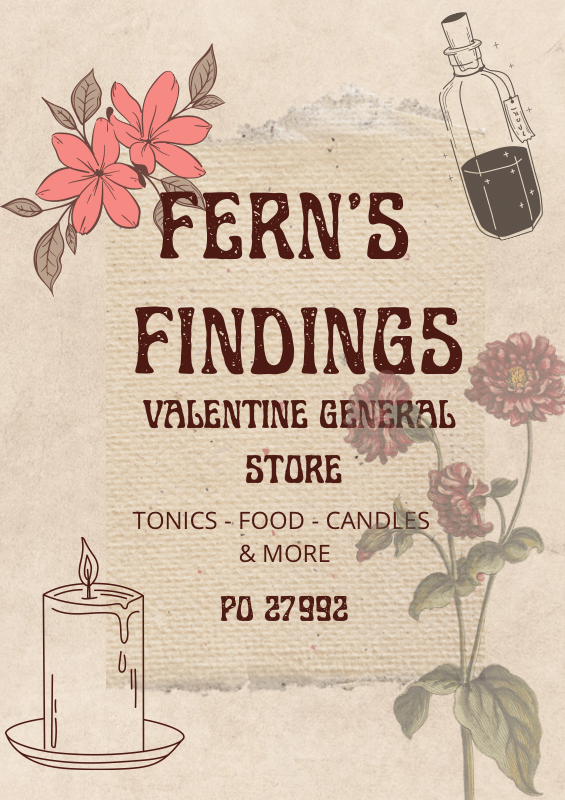 FERN'S
FINDINGS
VALENTINE GENERAL
STORE
TONICS - FOOD - CANDLES
& MORE
PO 27992